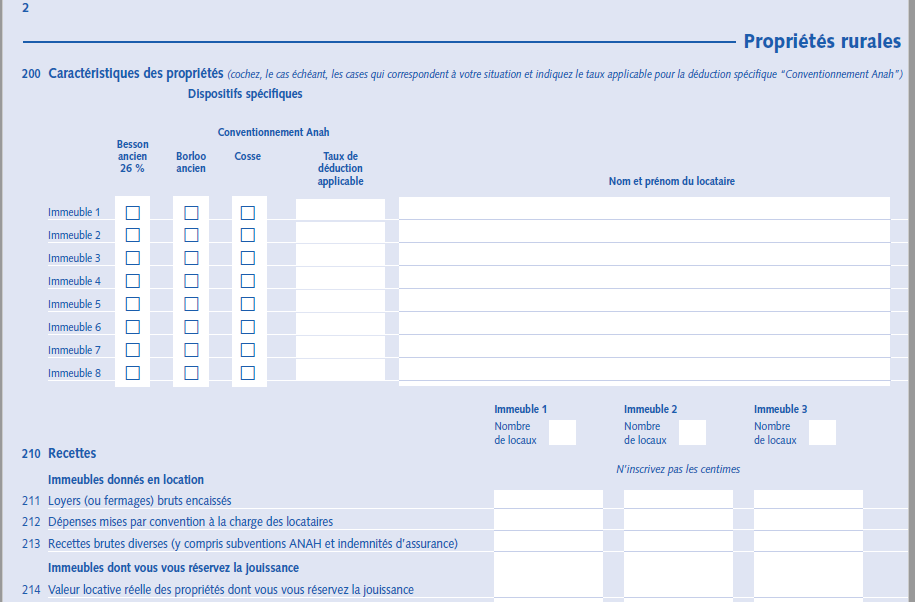 2
Propriétés rurales
200 Caractéristiques des propriétés (cochez, le cas échéant, les cases qui correspondent à votre situation et indiquez le taux applicable pour la déduction spécifique “Conventionnement Anah”)
Dispositifs spécifiques
Conventionnement Anah
Besson
ancien
26 %
Borloo
ancien
Cosse
Taux de
déduction
applicable
Nom et prénom du locataire
Immeuble 1
Immeuble 2
Immeuble 3
Immeuble 4
Immeuble 5
Immeuble 6
Immeuble 7
Immeuble 8
Immeuble 1 Immeuble 2 Immeuble 3
Nombre Nombre Nombre
de locaux de locaux de locaux
210 Recettes
N’inscrivez pas les centimes
Immeubles donnés en location
211 Loyers (ou fermages) bruts encaissés
212 Dépenses mises par convention à la charge des locataires
213 Recettes brutes diverses (y compris subventions ANAH et indemnités d’assurance)
Immeubles dont vous vous réservez la jouissance
214 Valeur locative réelle des propriétés dont vous vous réservez la jouissance